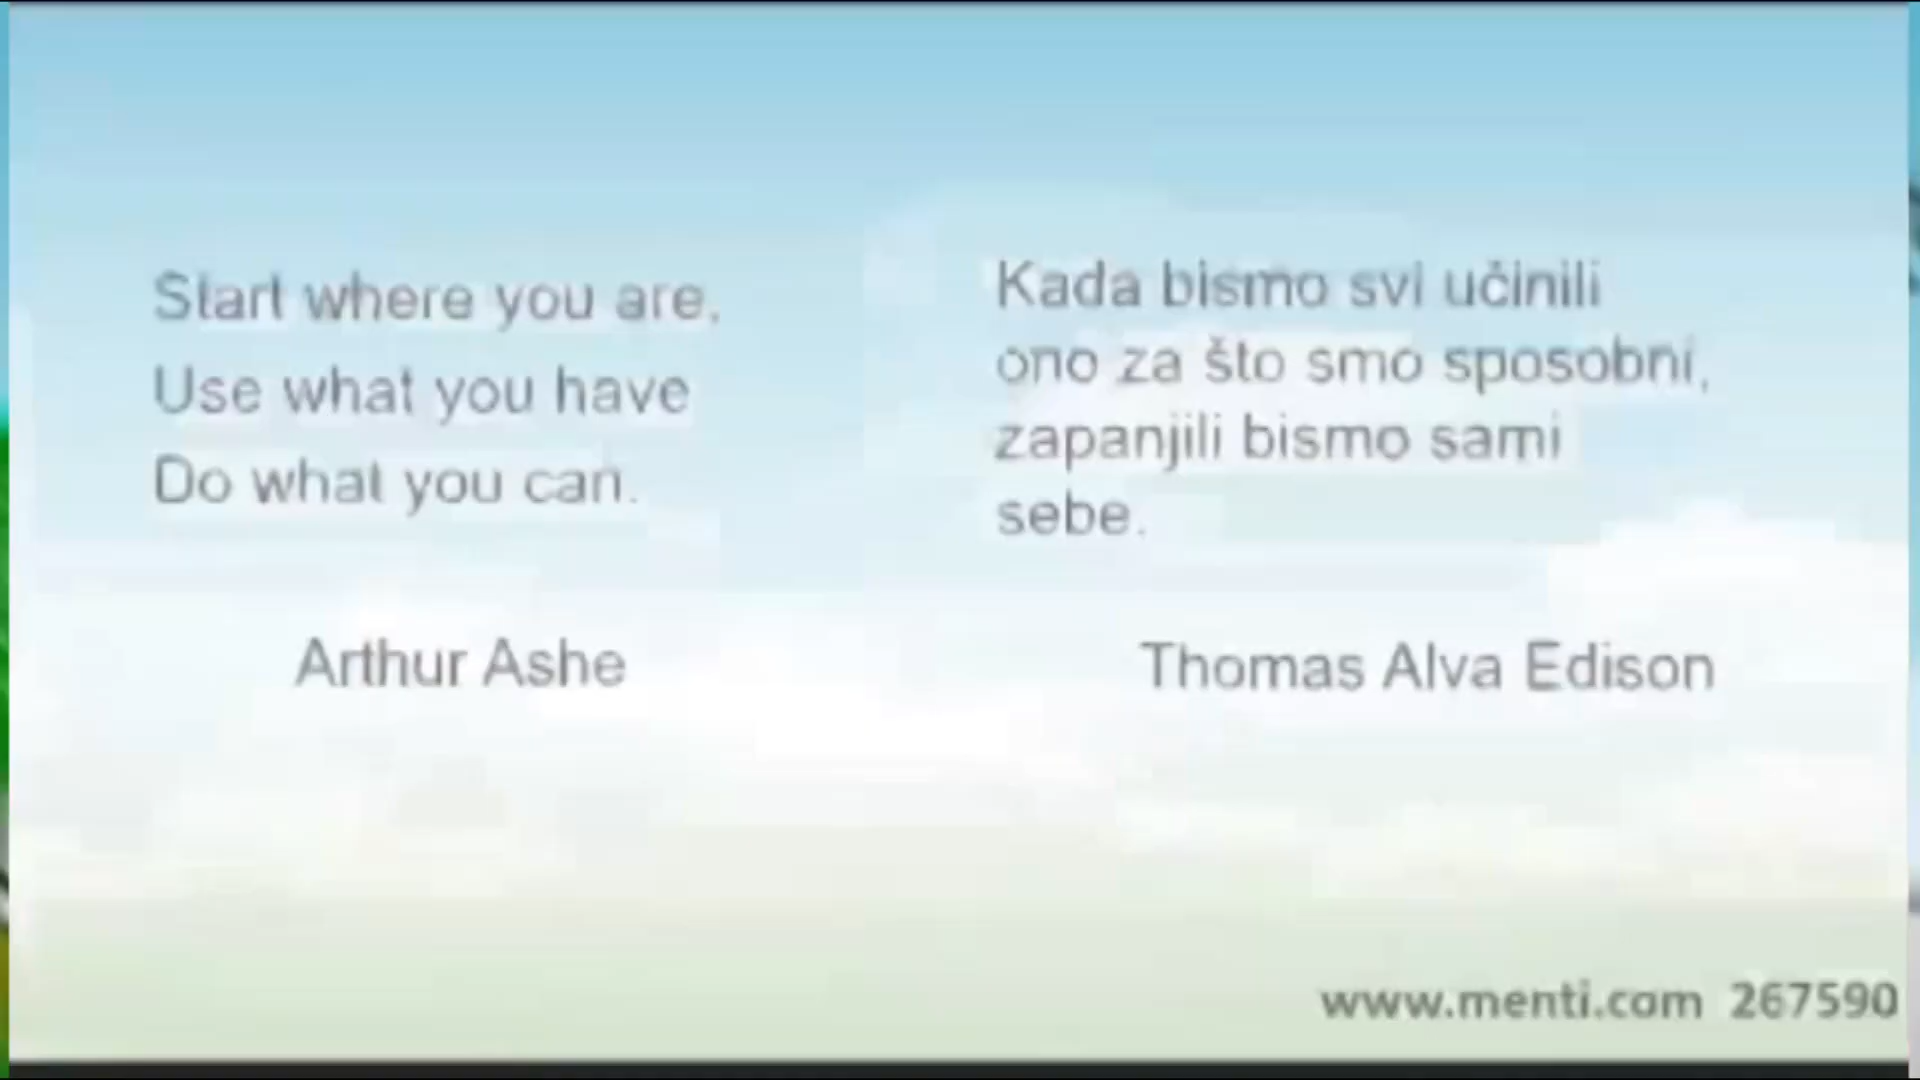 Start where you are,
Use what you have
Do what you can.
Arthur Ashe
Kada bismo svi učinili
ono za što smo sposobni,
zapanjili bismo sami
sebe.
Thomas Alva Edison
www.menti.com 267590